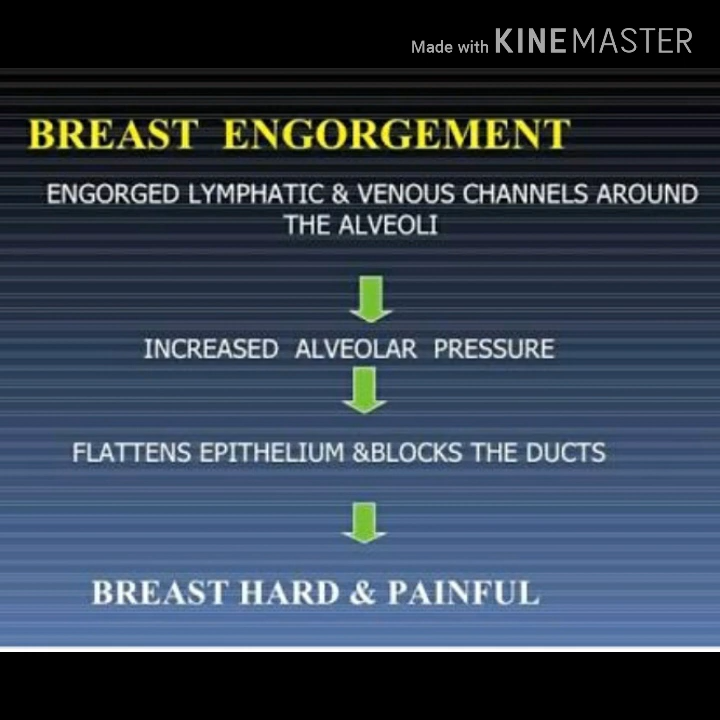 Made with KINEMASTER
BREAST ENGORGEMENT
ENGORGED LYMPHATIC & VENOUS CHANNELS AROUND
THE ALVEOLI
INCREASED ALVEOLAR PRESSURE
FLATTENS EPITHELIUM &BLOCKS THE DUCTS
BREAST HARD & PAINFUL